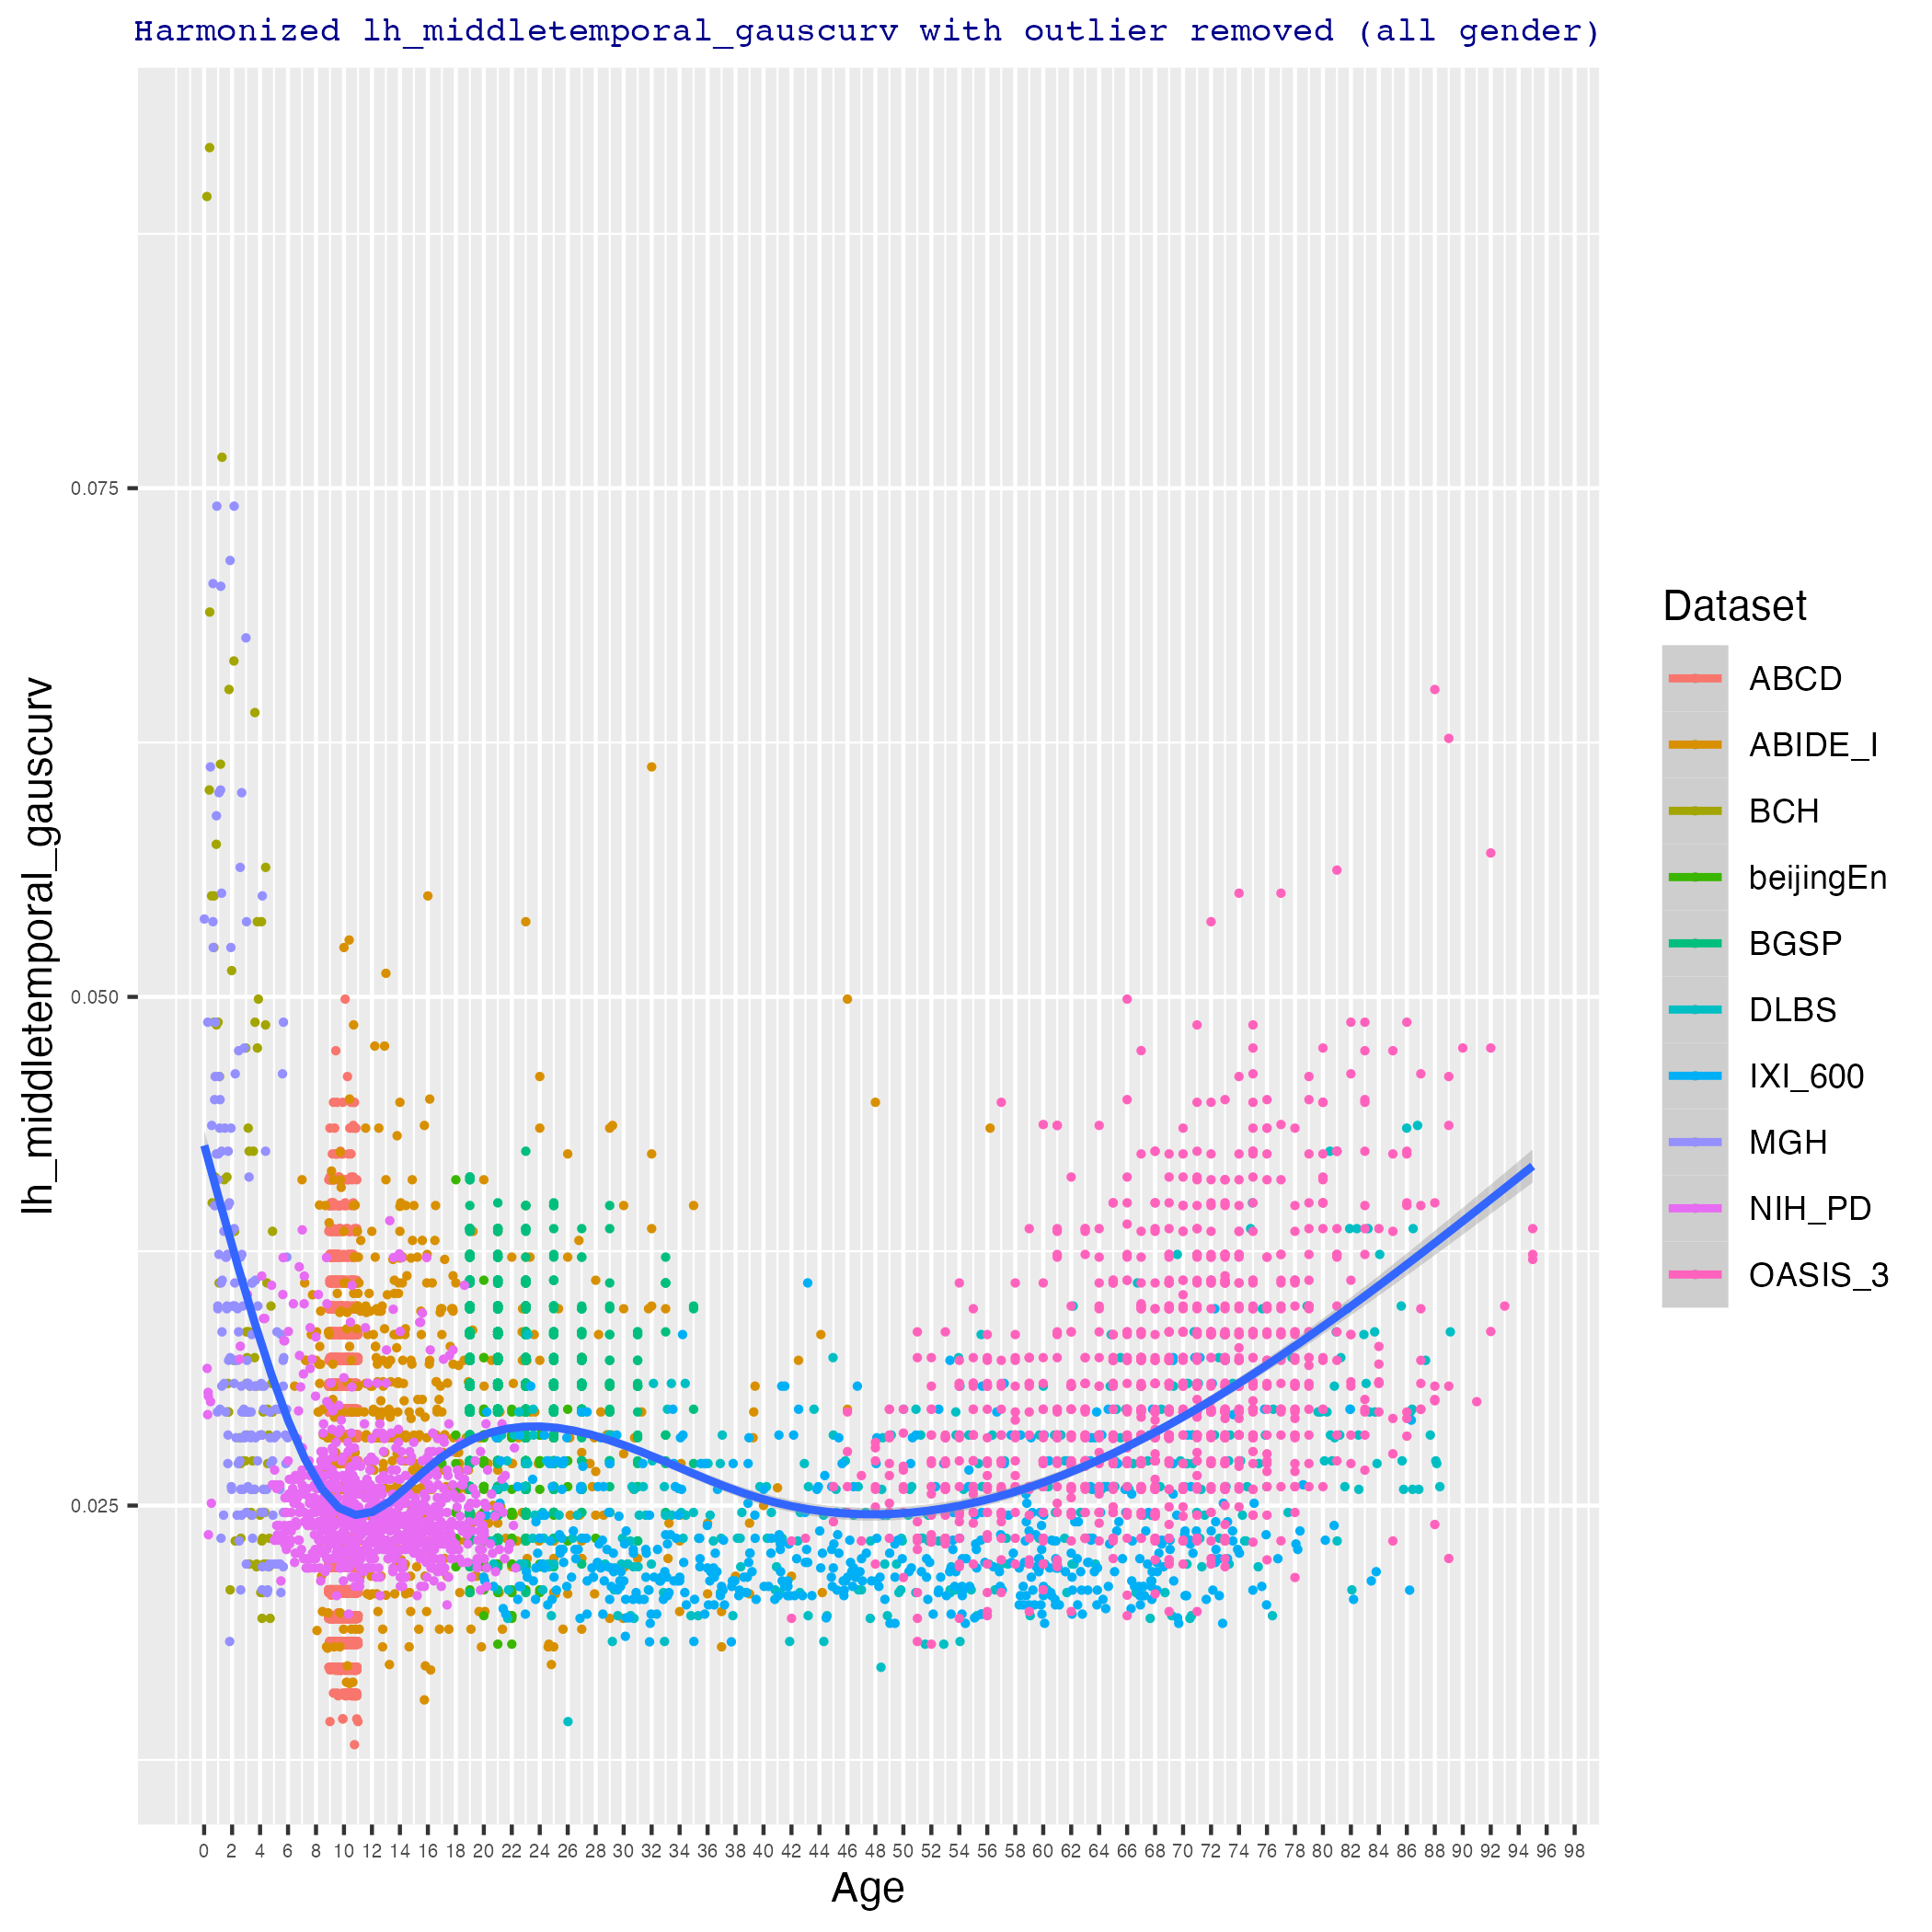 Harmonized lh_middletemporal_gauscurv with outlier removed (all gender)
lh_middletemporal_gauscurv
0.075
0.050
0.025
0 2 4 6 8 10 12 14 16 18 20 22 24 26 28 30 32 34 36 38 40 42 44 46 48 50 52 54 56 58 60 62 64 66 68 70 72 74 76 78 80 82 84 86 88 90 92 94 96 98
Age
Dataset
ABCD
ABIDE_I
BCH
beijingEn
BGSP
DLBS
IXI_600
MGH
NIH_PD
OASIS_3